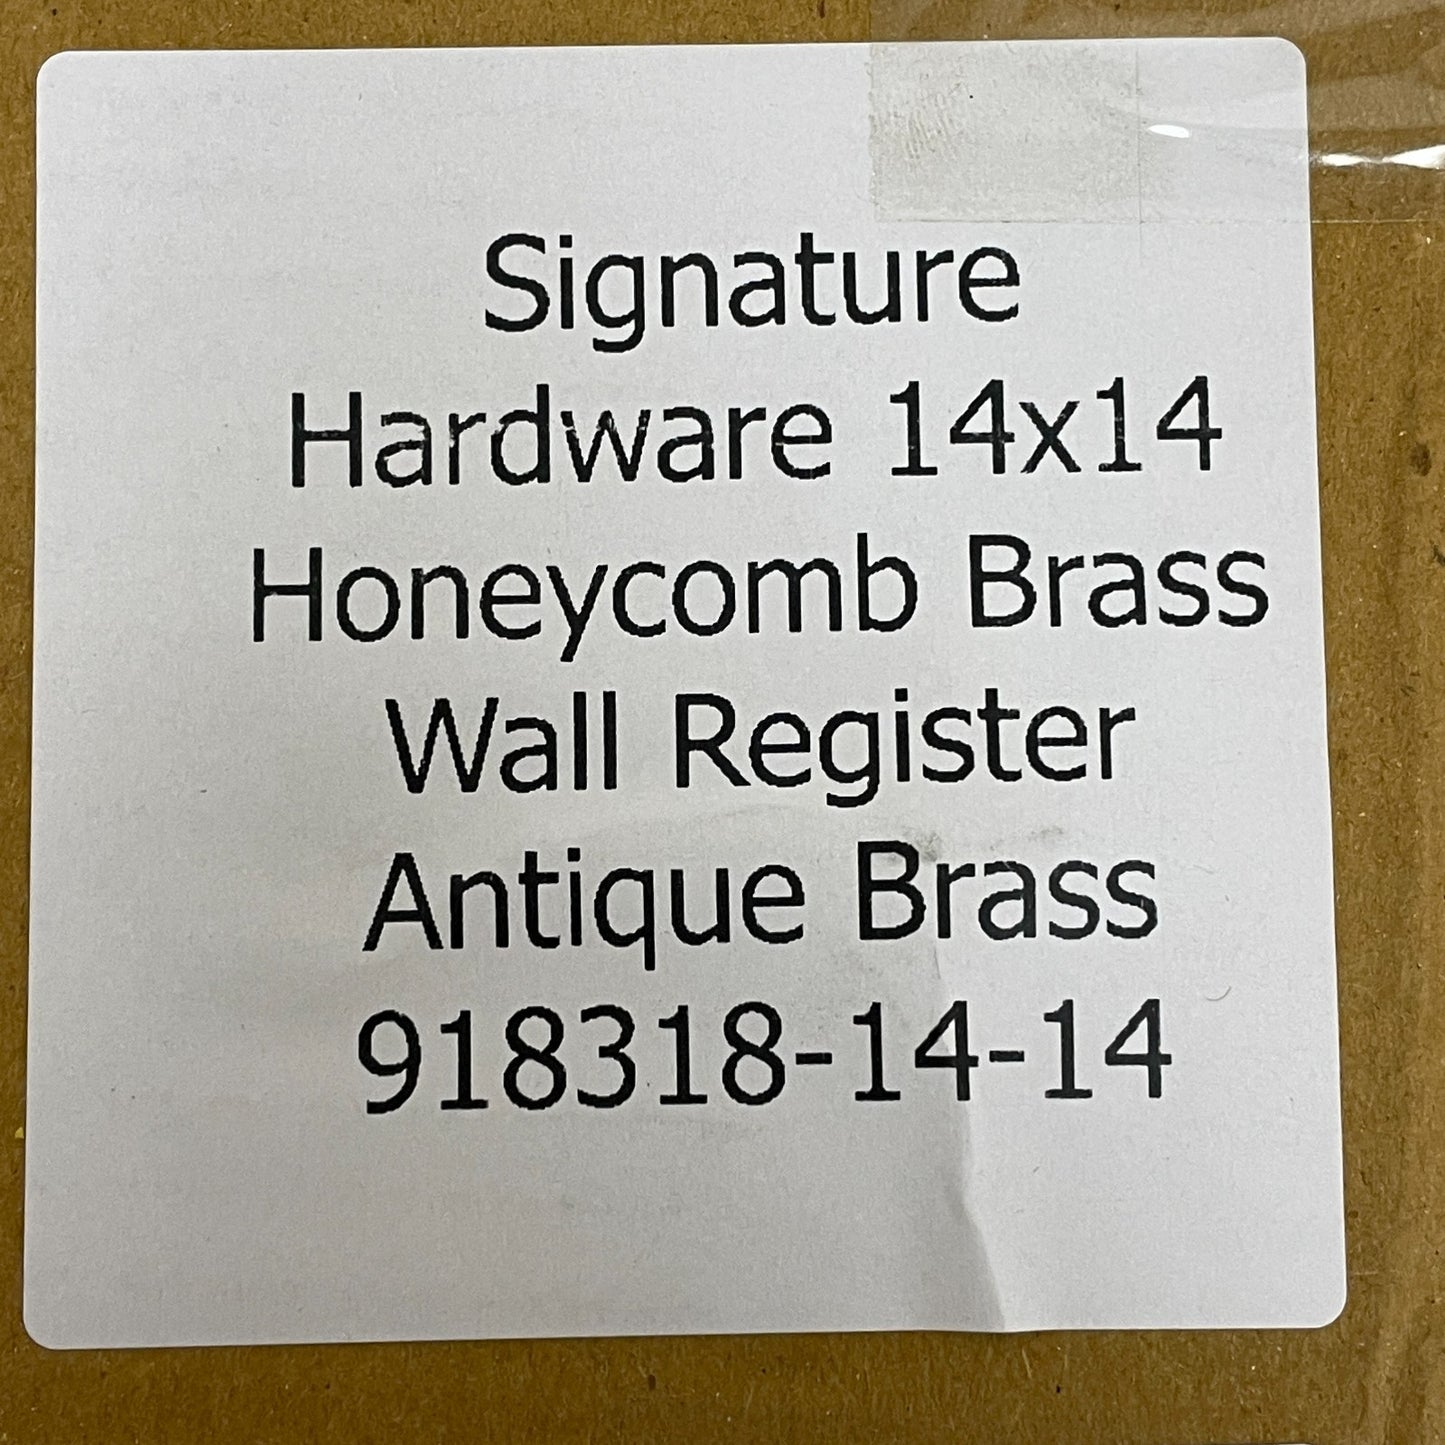 Signature
Hardware 14x14
Honeycomb Brass
Wall Register
Antique Brass
918318-14-14